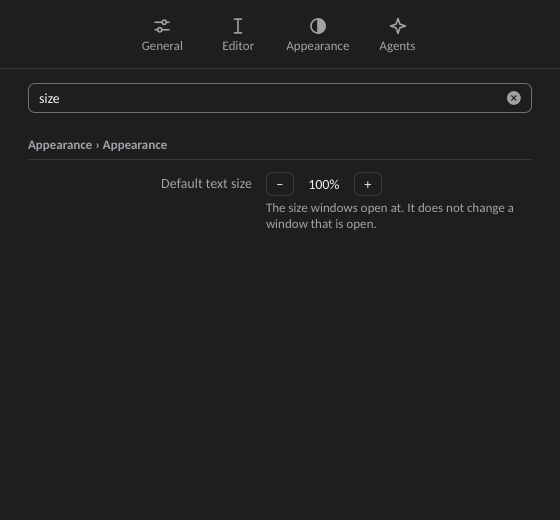 General Editor Appearance Agents
size
Appearance › Appearance
Default text size − 100% +
The size windows open at. It does not change a
window that is open.